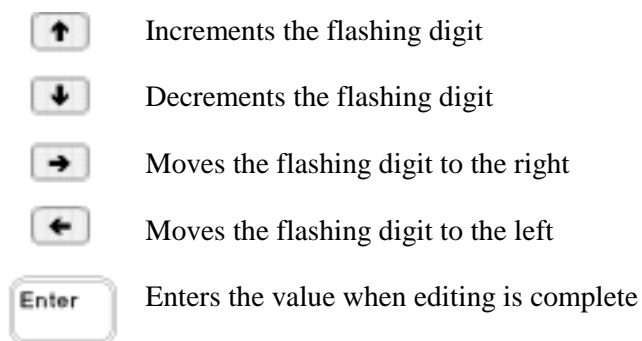 Increments the flashing digit
Decrements the flashing digit
Moves the flashing digit to the right
Moves the flashing digit to the left
Enter Enters the value when editing is complete